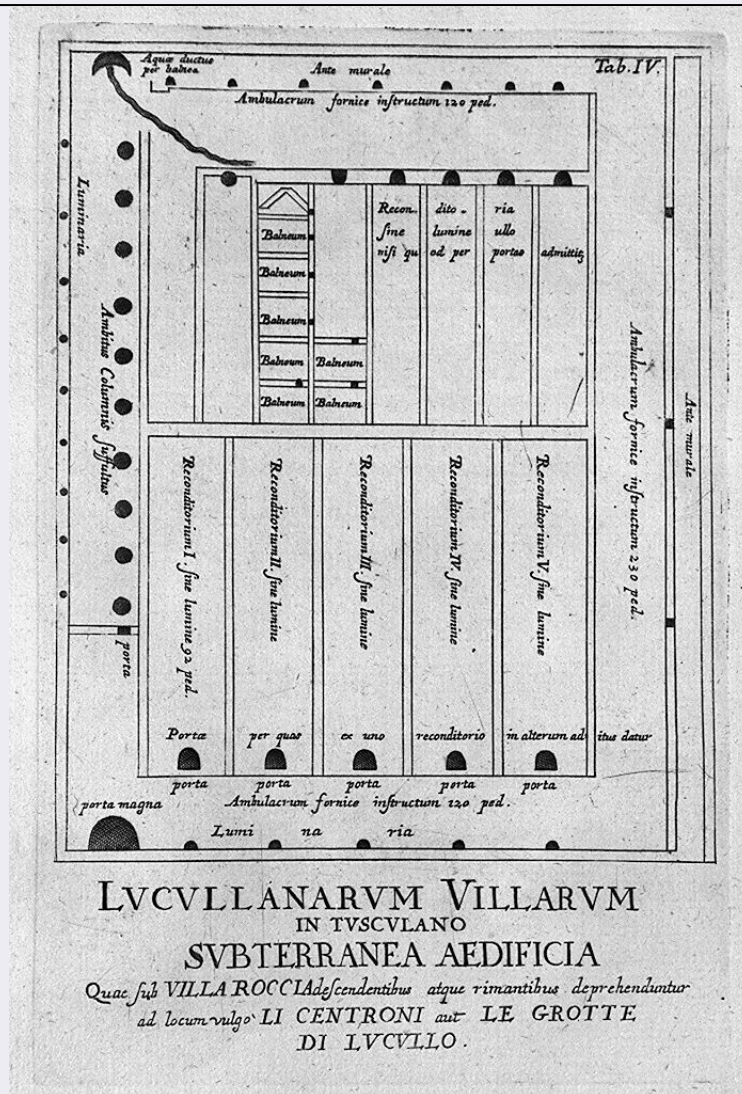 Aquæ ductus
per balnea
Ante murale
Tab. IV.
Ambulacrum fornice inſtructum 120 ped.
Luminaria
Ambitus Columnis ſuffultus
Recon- dito- ria
ſine lumine ullo
niſi qu od per portas admittit
Balneum
Balneum
Balneum
Balneum Balneum
Balneum Balneum
Ambulacrum fornice inſtructum 230 ped.
Ante murale
Reconditorium I. ſine lumine 92 ped.
Reconditorium II. ſine lumine
Reconditorium III. ſine lumine
Reconditorium IV. ſine lumine
Reconditorium V. ſine lumine
porta
Portæ per quas ex uno reconditorio in alterum aditus datur
porta porta porta porta porta
porta magna
Ambulacrum fornice inſtructum 120 ped.
Lumi na ria
LVCVLLANARVM VILLARVM
IN TVSCVLANO
SVBTERRANEA AEDIFICIA
Quae ſub VILLA ROCCIA deſcendentibus atque rimantibus deprehenduntur
ad locum vulgo LI CENTRONI aut LE GROTTE
DI LVCVLLO.